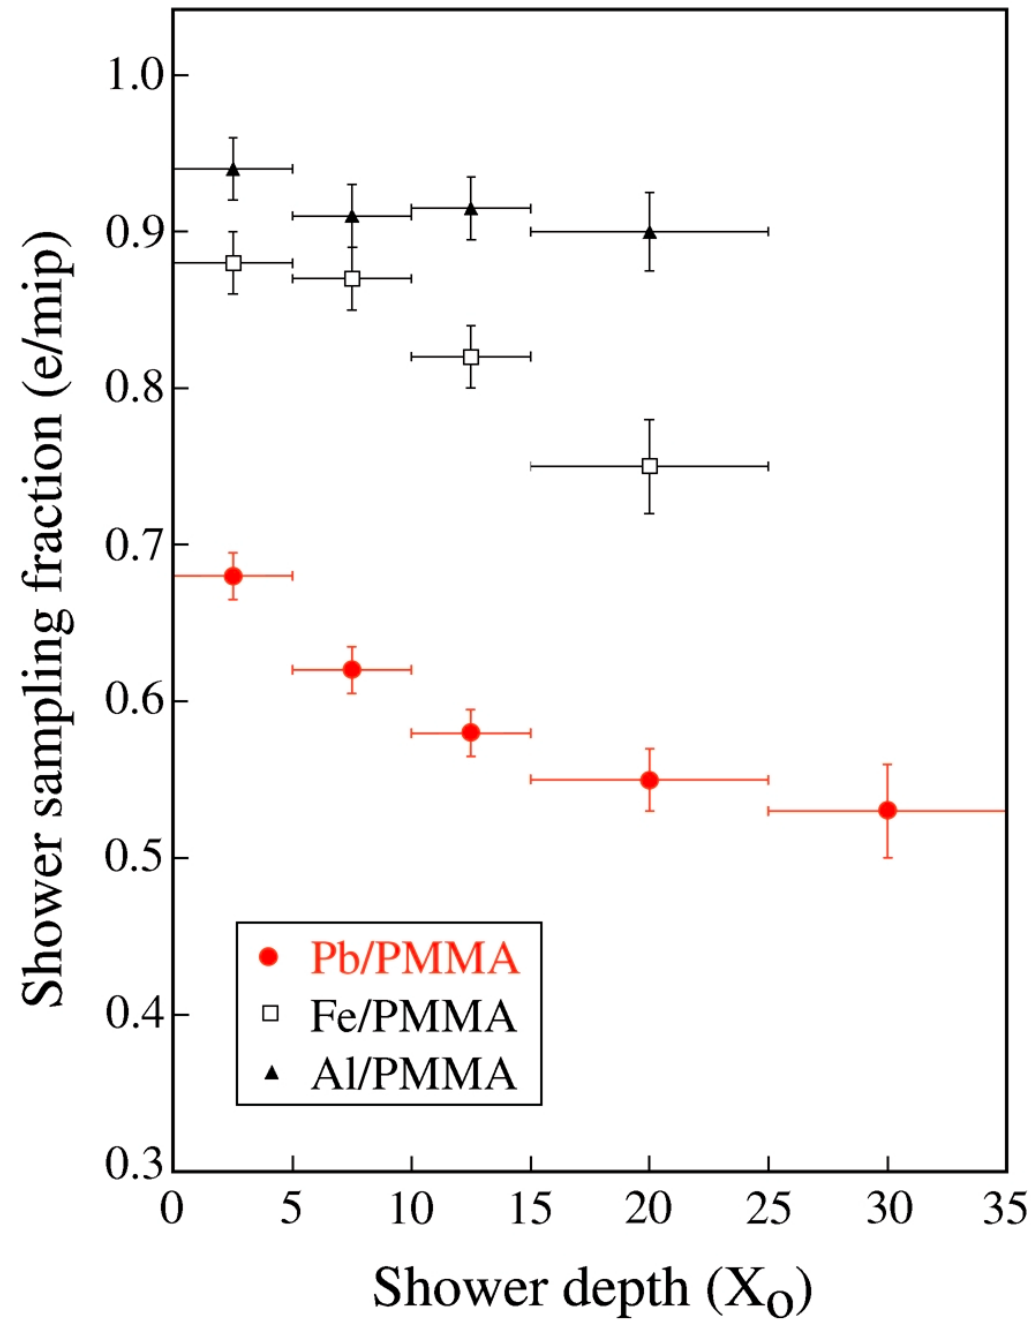 Shower sampling fraction (e/mip)
1.0
0.9
0.8
0.7
0.6
0.5
0.4
0.3
Pb/PMMA
Fe/PMMA
Al/PMMA
0 5 10 15 20 25 30 35
Shower depth (X₀)